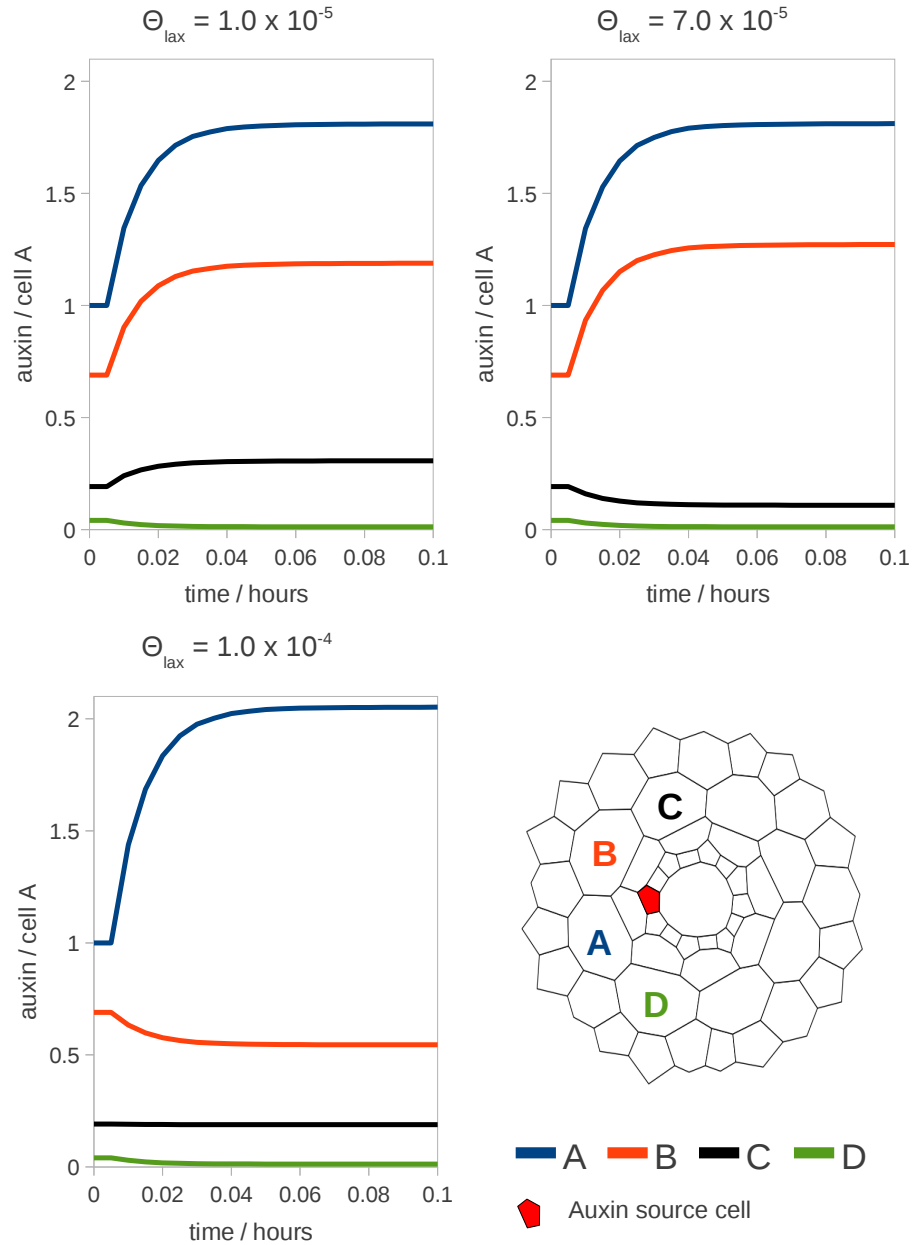 Θlax = 1.0 x 10-5
2
1.5
1
0.5
0
auxin / cell A
0 0.02 0.04 0.06 0.08 0.1
time / hours
Θlax = 7.0 x 10-5
2
1.5
1
0.5
0
auxin / cell A
0 0.02 0.04 0.06 0.08 0.1
time / hours
Θlax = 1.0 x 10-4
2
1.5
1
0.5
0
auxin / cell A
0 0.02 0.04 0.06 0.08 0.1
time / hours
C
B
A
D
A B C D
Auxin source cell